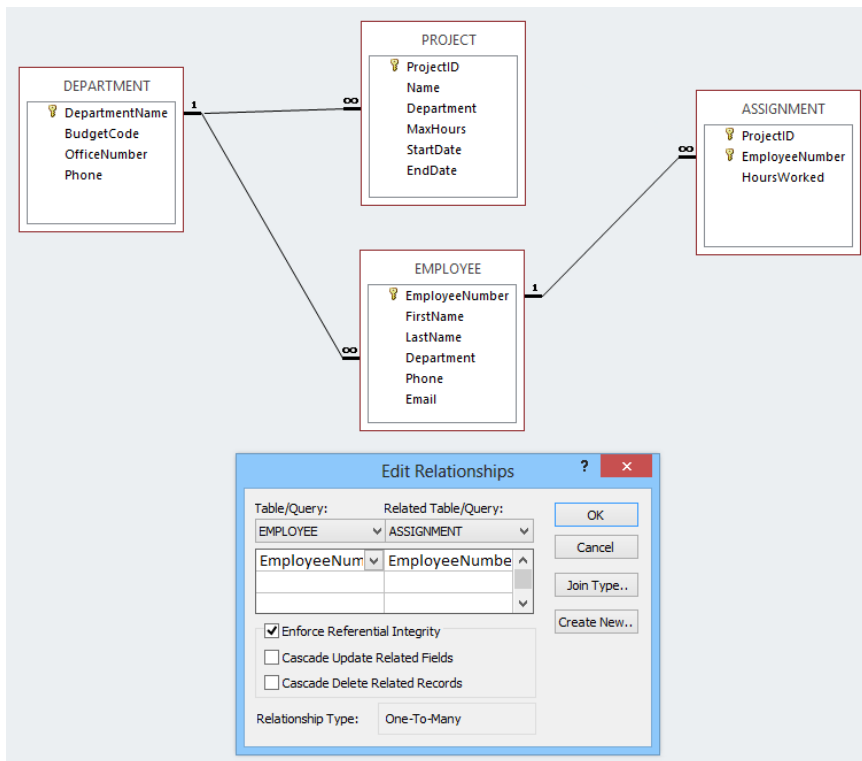 PROJECT
ProjectID
Name
Department
MaxHours
StartDate
EndDate
DEPARTMENT
DepartmentName
BudgetCode
OfficeNumber
Phone
1
∞
∞
ASSIGNMENT
ProjectID
EmployeeNumber
HoursWorked
∞
EMPLOYEE
EmployeeNumber
FirstName
LastName
Department
Phone
Email
1
Edit Relationships
?
×
Table/Query: Related Table/Query:
EMPLOYEE ASSIGNMENT
EmployeeNum EmployeeNumbe
OK
Cancel
Join Type..
Create New..
Enforce Referential Integrity
Cascade Update Related Fields
Cascade Delete Related Records
Relationship Type: One-To-Many